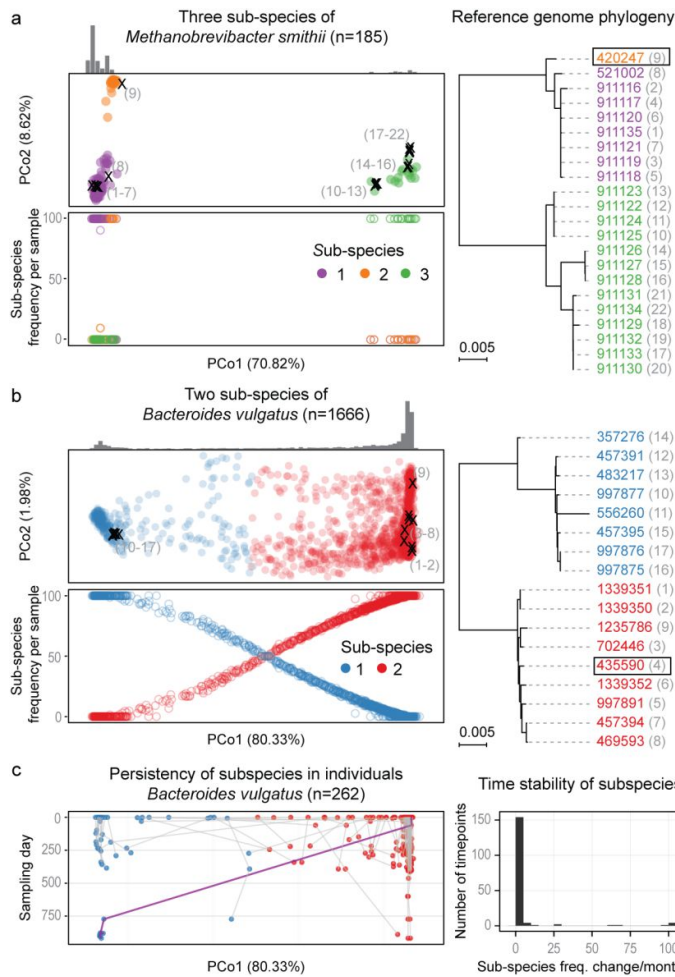 a
Three sub-species of
Methanobrevibacter smithii (n=185)
Reference genome phylogeny
PCo2 (8.62%)
(9)
(8)
(1-7)
(17-22)
(14-16)
(10-13)
Sub-species
frequency per sample
100
50
0
Sub-species
1 2 3
PCo1 (70.82%)
420247 (9)
521002 (8)
911116 (2)
911117 (4)
911120 (6)
911135 (1)
911121 (7)
911119 (3)
911118 (5)
911123 (13)
911122 (12)
911124 (11)
911125 (10)
911126 (14)
911127 (15)
911128 (16)
911131 (21)
911134 (22)
911129 (18)
911132 (19)
911133 (17)
911130 (20)
0.005
b
Two sub-species of
Bacteroides vulgatus (n=1666)
PCo2 (1.98%)
(9)
(10-17)
(3-8)
(1-2)
Sub-species
frequency per sample
100
50
0
Sub-species
1 2
PCo1 (80.33%)
357276 (14)
457391 (12)
483217 (13)
997877 (10)
556260 (11)
457395 (15)
997876 (17)
997875 (16)
1339351 (1)
1339350 (2)
1235786 (9)
702446 (3)
435590 (4)
1339352 (6)
997891 (5)
457394 (7)
469593 (8)
0.005
c
Persistency of subspecies in individuals
Bacteroides vulgatus (n=262)
Sampling day
0
250
500
750
PCo1 (80.33%)
Time stability of subspecies
Number of timepoints
150
100
50
0
0 25 50 75 100
Sub-species freq. change/month